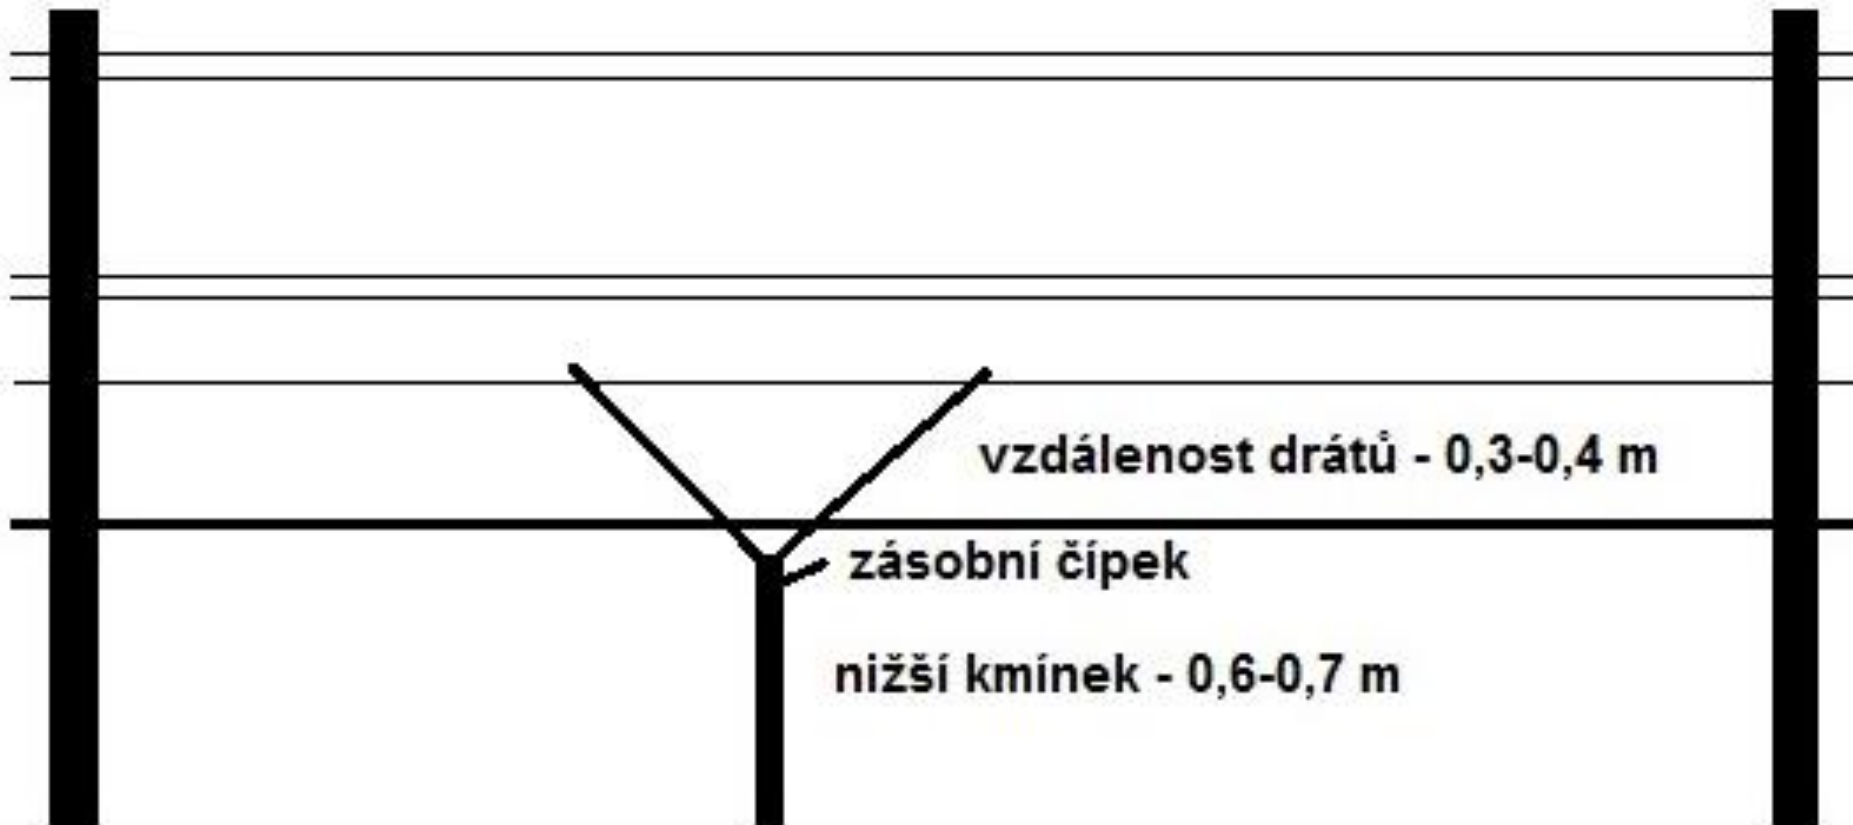 vzdálenost drátů - 0,3-0,4 m
zásobní čípek
nižší kmínek - 0,6-0,7 m